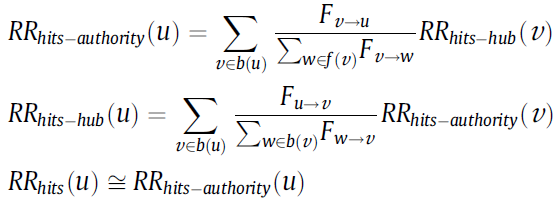 RR_{hits-authority}(u) = \sum_{v \in b(u)} \frac{F_{v \to u}}{\sum_{w \in f(v)} F_{v \to w}} RR_{hits-hub}(v)
RR_{hits-hub}(u) = \sum_{v \in b(u)} \frac{F_{u \to v}}{\sum_{w \in b(v)} F_{w \to v}} RR_{hits-authority}(v)
RR_{hits}(u) \cong RR_{hits-authority}(u)